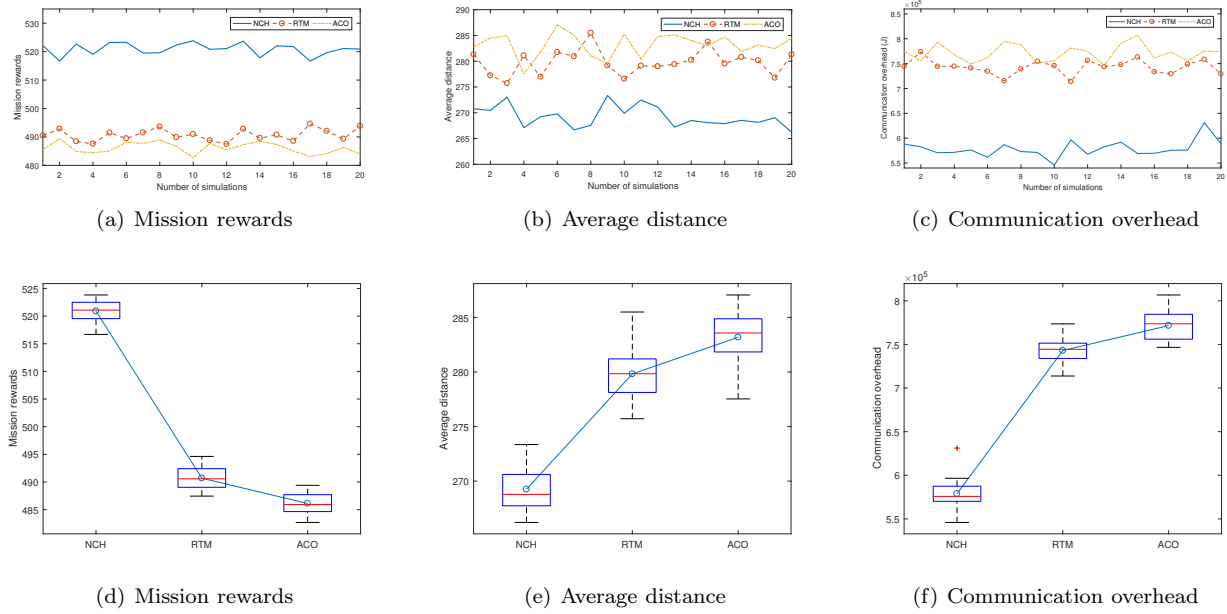 NCH RTM ACO
535
530
520
510
500
490
480
Mission rewards
2 4 6 8 10 12 14 16 18 20
Number of simulations
(a) Mission rewards
NCH RTM ACO
290
285
280
275
270
265
260
Average distance
2 4 6 8 10 12 14 16 18 20
Number of simulations
(b) Average distance
×10⁵
NCH RTM ACO
8.5
8
7.5
7
6.5
6
5.5
Communication overhead (J)
2 4 6 8 10 12 14 16 18 20
Number of simulations
(c) Communication overhead
525
520
515
510
505
500
495
490
485
Mission rewards
NCH RTM ACO
(d) Mission rewards
285
280
275
270
Average distance
NCH RTM ACO
(e) Average distance
×10⁵
8
7.5
7
6.5
6
5.5
Communication overhead
NCH RTM ACO
(f) Communication overhead